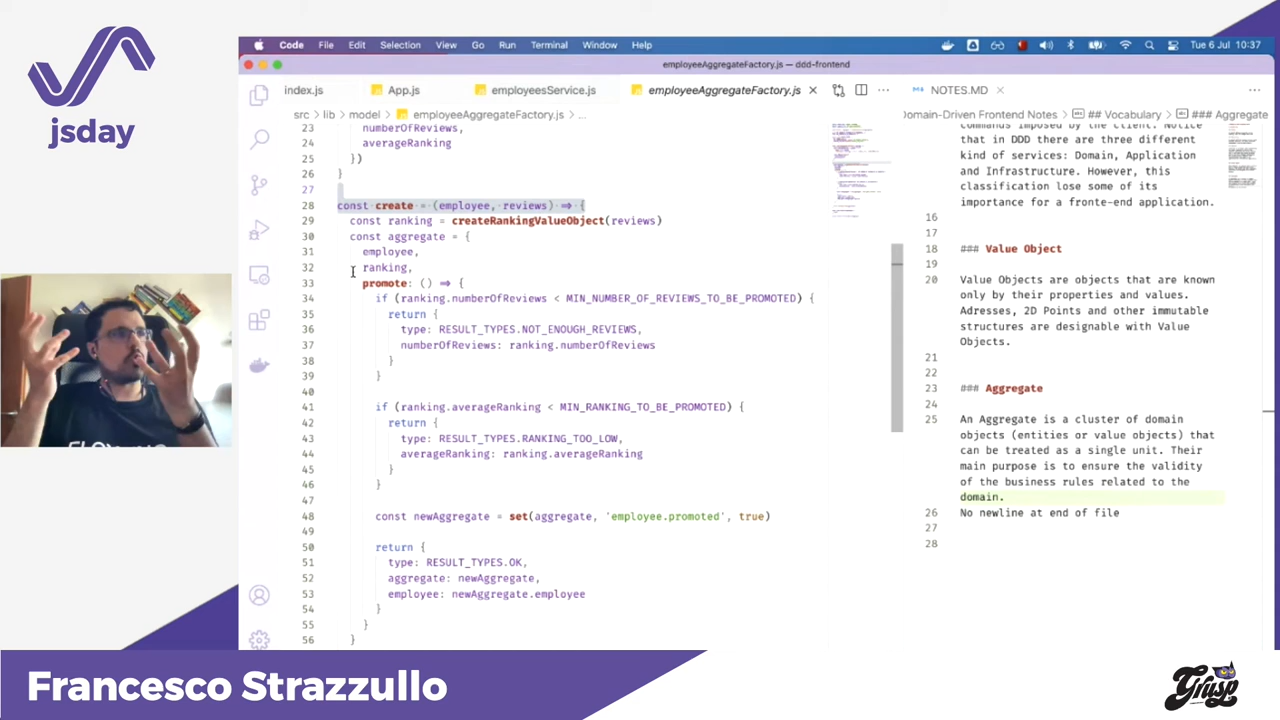 jsday
Code File Edit Selection View Go Run Terminal Window Help
Tue 6 Jul 10:37
employeeAggregateFactory.js — ddd-frontend
index.js
App.js
employeesService.js
employeeAggregateFactory.js
NOTES.MD
src > lib > model > employeeAggregateFactory.js > ...
Domain-Driven Frontend Notes > ## Vocabulary > ### Aggregate
23 numberOfReviews,
24 averageRanking
25 })
26 }
27
28 const create = (employee, reviews) => {
29 const ranking = createRankingValueObject(reviews)
30 const aggregate = {
31 employee,
32 ranking,
33 promote: () => {
34 if (ranking.numberOfReviews < MIN_NUMBER_OF_REVIEWS_TO_BE_PROMOTED) {
35 return {
36 type: RESULT_TYPES.NOT_ENOUGH_REVIEWS,
37 numberOfReviews: ranking.numberOfReviews
38 }
39 }
40
41 if (ranking.averageRanking < MIN_RANKING_TO_BE_PROMOTED) {
42 return {
43 type: RESULT_TYPES.RANKING_TOO_LOW,
44 averageRanking: ranking.averageRanking
45 }
46 }
47
48 const newAggregate = set(aggregate, 'employee.promoted', true)
49
50 return {
51 type: RESULT_TYPES.OK,
52 aggregate: newAggregate,
53 employee: newAggregate.employee
54 }
55 }
56 }
commands imposed by the client. Notice
that in DDD there are three different
kind of services: Domain, Application
and Infrastructure. However, this
classification lose some of its
importance for a fronte-end application.
16
17
18 ### Value Object
19
20 Value Objects are objects that are known
only by their properties and values.
Adresses, 2D Points and other immutable
structures are designable with Value
Objects.
21
22
23 ### Aggregate
24
25 An Aggregate is a cluster of domain
objects (entities or value objects) that
can be treated as a single unit. Their
main purpose is to ensure the validity
of the business rules related to the
domain.
26 No newline at end of file
27
28
Francesco Strazzullo
Grusp